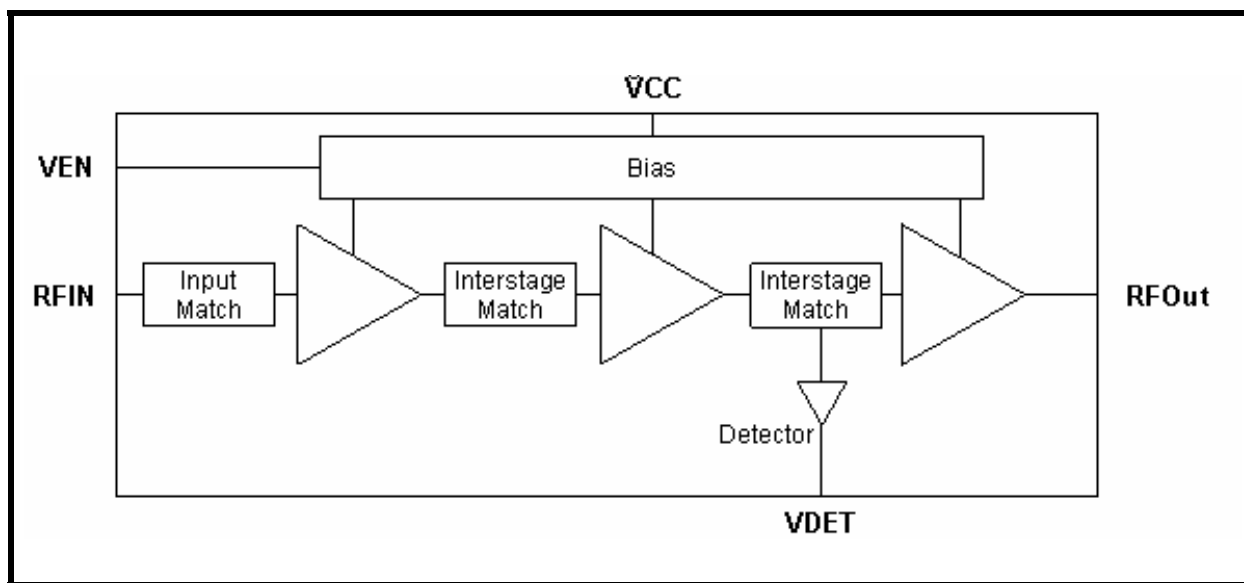 VCC
VEN
Bias
RFIN
Input
Match
Interstage
Match
Interstage
Match
RFOut
Detector
VDET